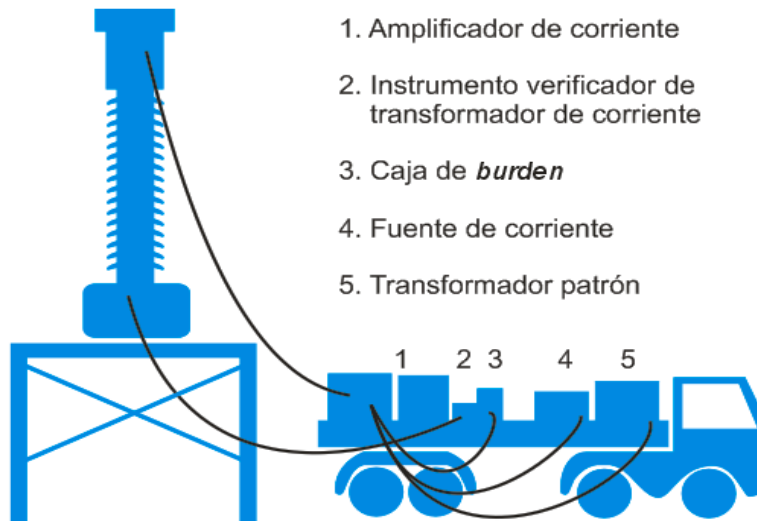 1. Amplificador de corriente
2. Instrumento verificador de
transformador de corriente
3. Caja de burden
4. Fuente de corriente
5. Transformador patrón
1 2 3 4 5